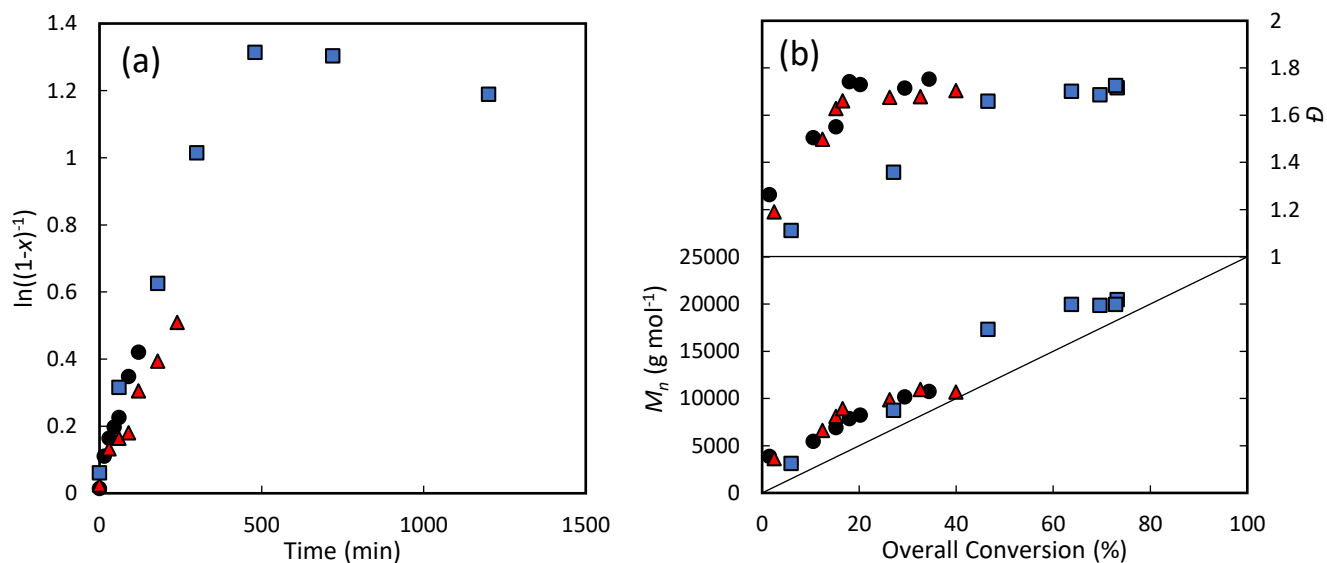 (a)
1.4
1.2
1
0.8
0.6
0.4
0.2
0
0 500 1000 1500
ln((1-x)⁻¹
Time (min)
(b)
2
1.8
1.6
1.4
1.2
1
Đ
25000
20000
15000
10000
5000
0
Mₙ (g mol⁻¹)
0 20 40 60 80 100
Overall Conversion (%)